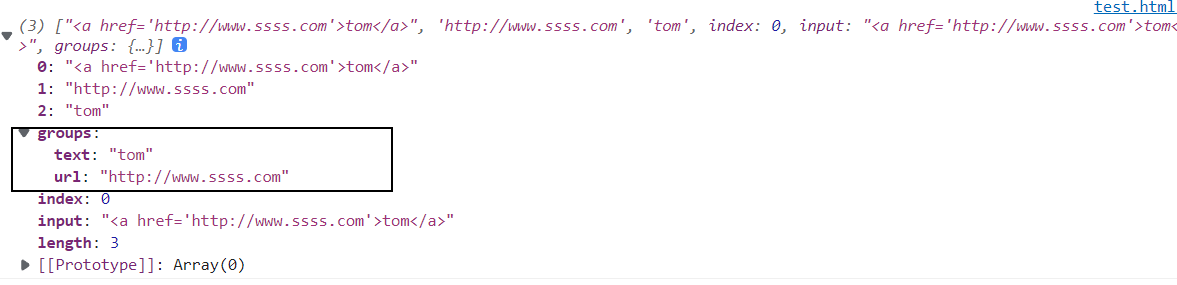 test.html
(3) ["<a href='http://www.ssss.com'>tom</a>", 'http://www.ssss.com', 'tom', index: 0, input: "<a href='http://www.ssss.com'>tom<
>", groups: {…}] i
0: "<a href='http://www.ssss.com'>tom</a>"
1: "http://www.ssss.com"
2: "tom"
groups:
text: "tom"
url: "http://www.ssss.com"
index: 0
input: "<a href='http://www.ssss.com'>tom</a>"
length: 3
[[Prototype]]: Array(0)